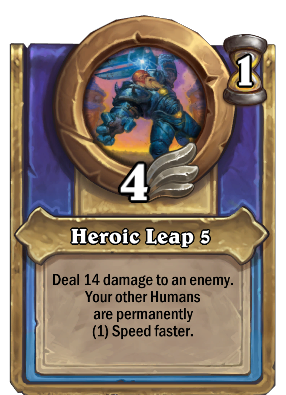 1
4
Heroic Leap 5
Deal 14 damage to an enemy.
Your other Humans
are permanently
(1) Speed faster.